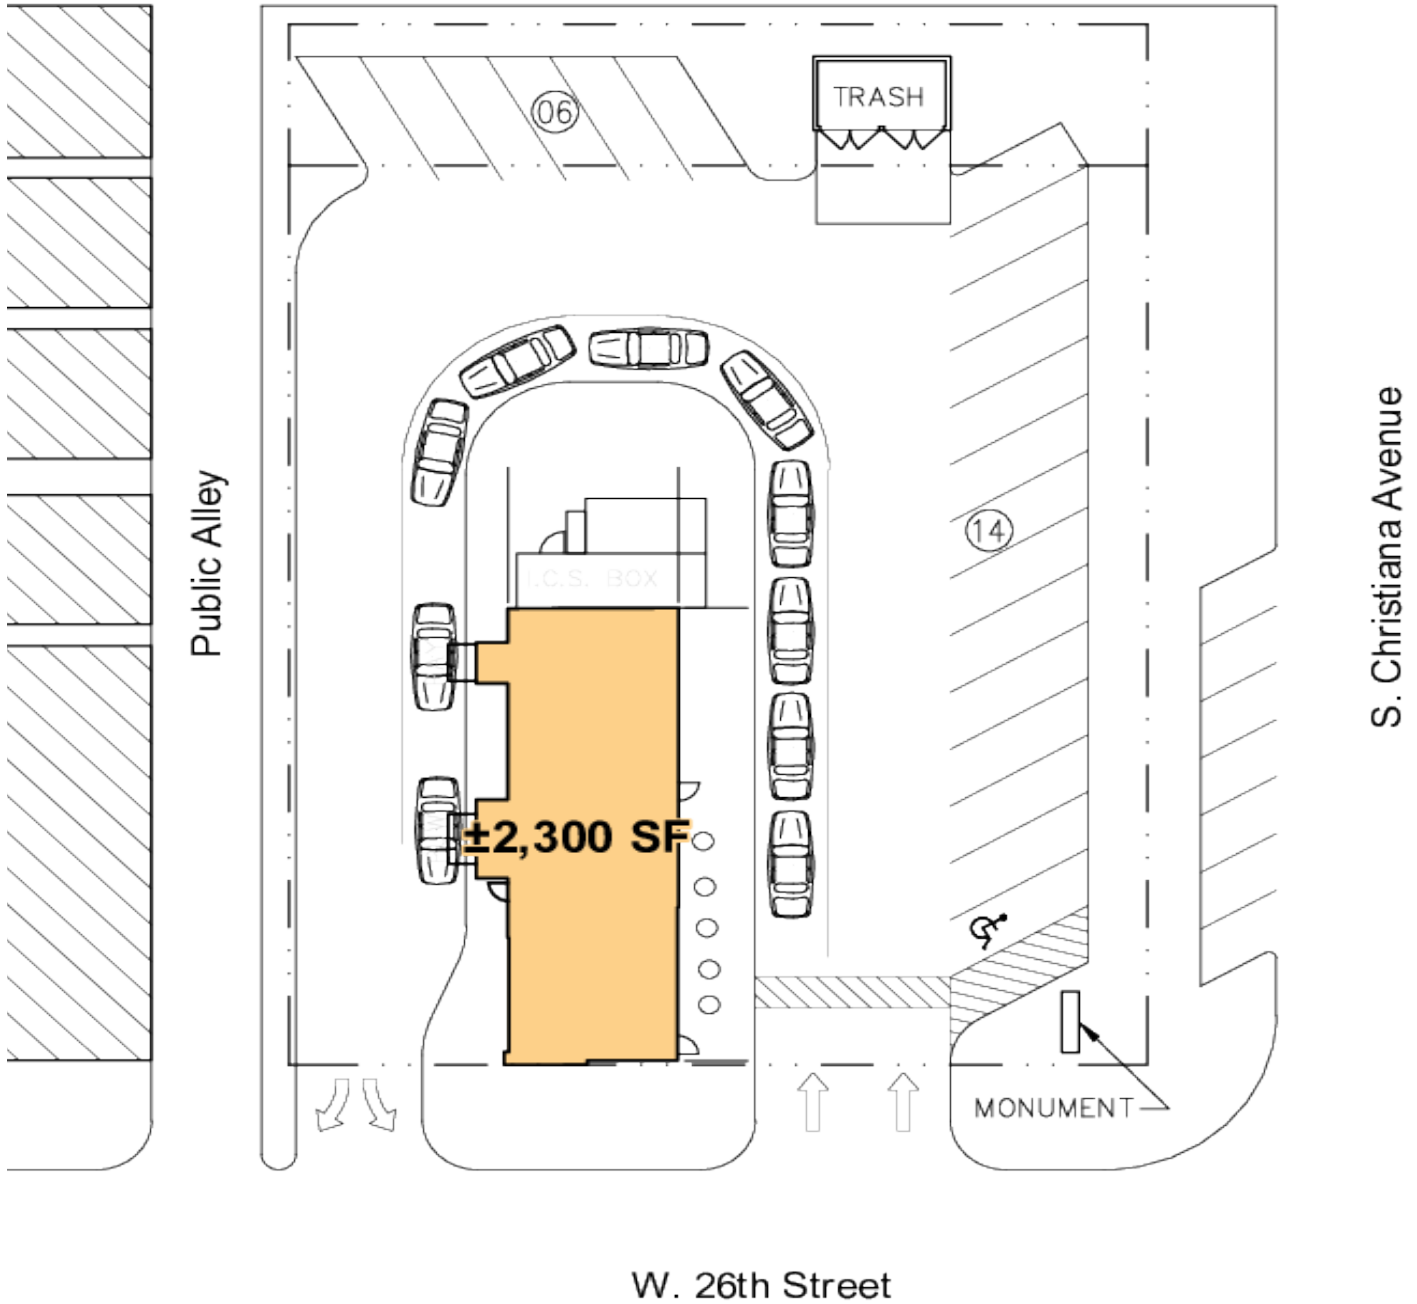 TRASH
06
Public Alley
S. Christiana Avenue
14
I.C.S. BOX
±2,300 SF
MONUMENT
W. 26th Street